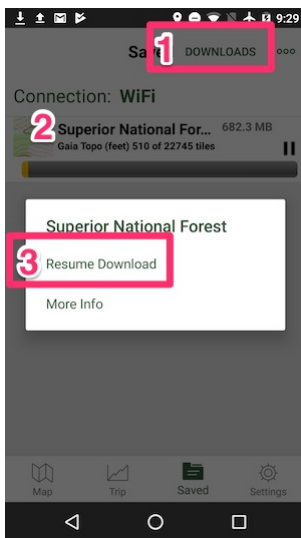 9:29
Save
1
DOWNLOADS
Connection: WiFi
2
Superior National For... 682.3 MB
Gaia Topo (feet) 510 of 22745 tiles
Superior National Forest
3
Resume Download
More Info
Map Trip Saved Settings